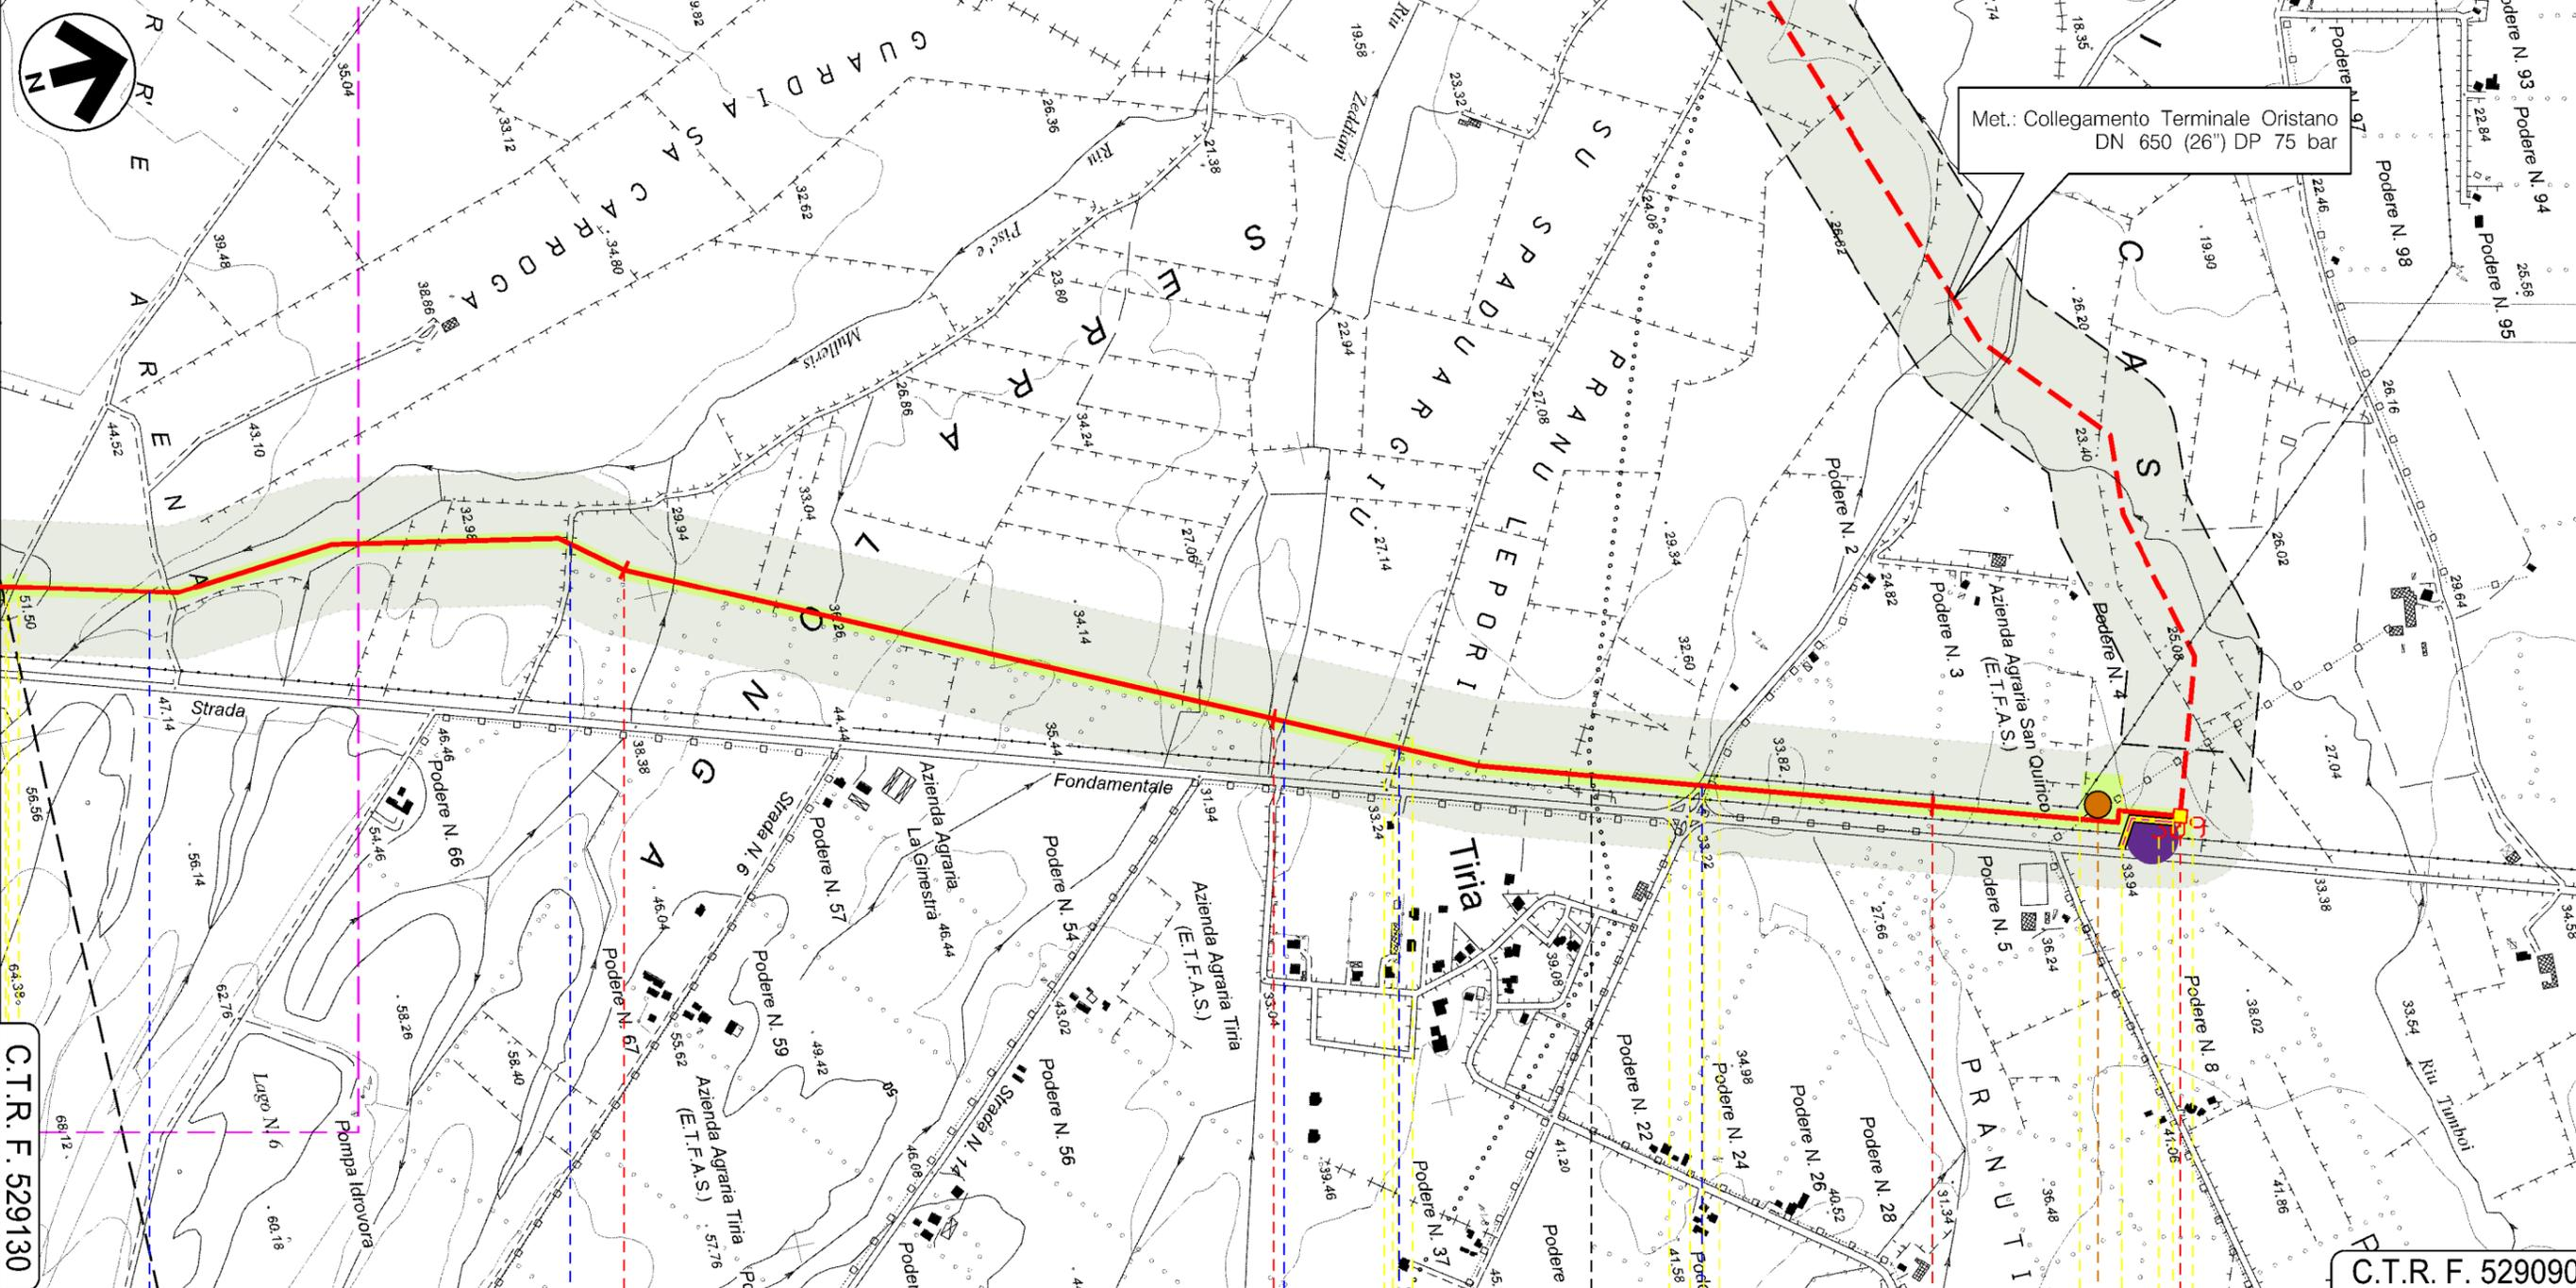 N
Met.: Collegamento Terminale Oristano
DN 650 (26") DP 75 bar
GUARDIA
SA CARROGA
S'ARENA
SU SPADUARGIU
PRANU LEPORI
Riu
Zeddiani
Riu
Pisc'e
Mulleris
35.04
33.12
26.36
19.58
23.32
21.38
32.62
34.80
39.48
38.86
23.80
22.94
24.08
26.82
18.35
22.46
22.84
19.90
25.58
26.20
26.16
44.52
43.10
26.86
34.24
27.08
23.40
32.98
29.94
33.04
27.06
27.14
29.34
26.02
24.82
29.64
51.50
36.26
34.14
32.60
25.08
Podere N. 97
Podere N. 93
Podere N. 94
Podere N. 98
Podere N. 95
Podere N. 2
Podere N. 3
Azienda Agraria San Quirico
(E.T.F.A.S.)
Podere N. 4
47.14
Strada
46.46
38.38
44.44
35.44
Fondamentale
31.94
33.24
33.82
33.72
33.94
27.04
33.38
34.58
56.56
56.14
54.46
Podere N. 66
Strada N. 6
Podere N. 57
Azienda Agraria
La Ginestra
46.44
46.04
Podere N. 54
Azienda Agraria Tiria
(E.T.F.A.S.)
Tiria
39.08
27.66
Podere N. 5
36.24
Podere N. 8
38.02
33.54
64.38
62.76
58.26
58.40
Podere N. 67
55.62
Podere N. 59
49.42
50
43.02
33.04
Azienda Agraria Tiria
(E.T.F.A.S.)
57.76
Strada N. 14
46.08
Podere N. 56
39.46
Podere N. 37
41.20
Podere N. 22
34.98
Podere N. 24
Podere N. 26
40.52
Podere N. 28
31.34
PRANU TI
36.48
41.06
41.86
41.58
Riu Tumboi
68.12
Lago N. 6
60.18
Pompa Idrovora
Podere
C.T.R. F. 529130
C.T.R. F. 529090